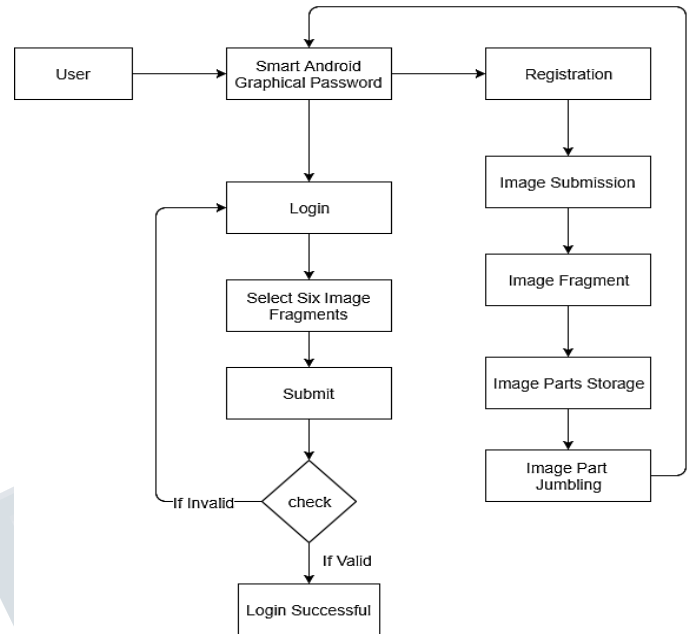 User
Smart Android
Graphical Password
Registration
Image Submission
Login
Image Fragment
Select Six Image
Fragments
Image Parts Storage
Submit
Image Part
Jumbling
If Invalid
check
If Valid
Login Successful